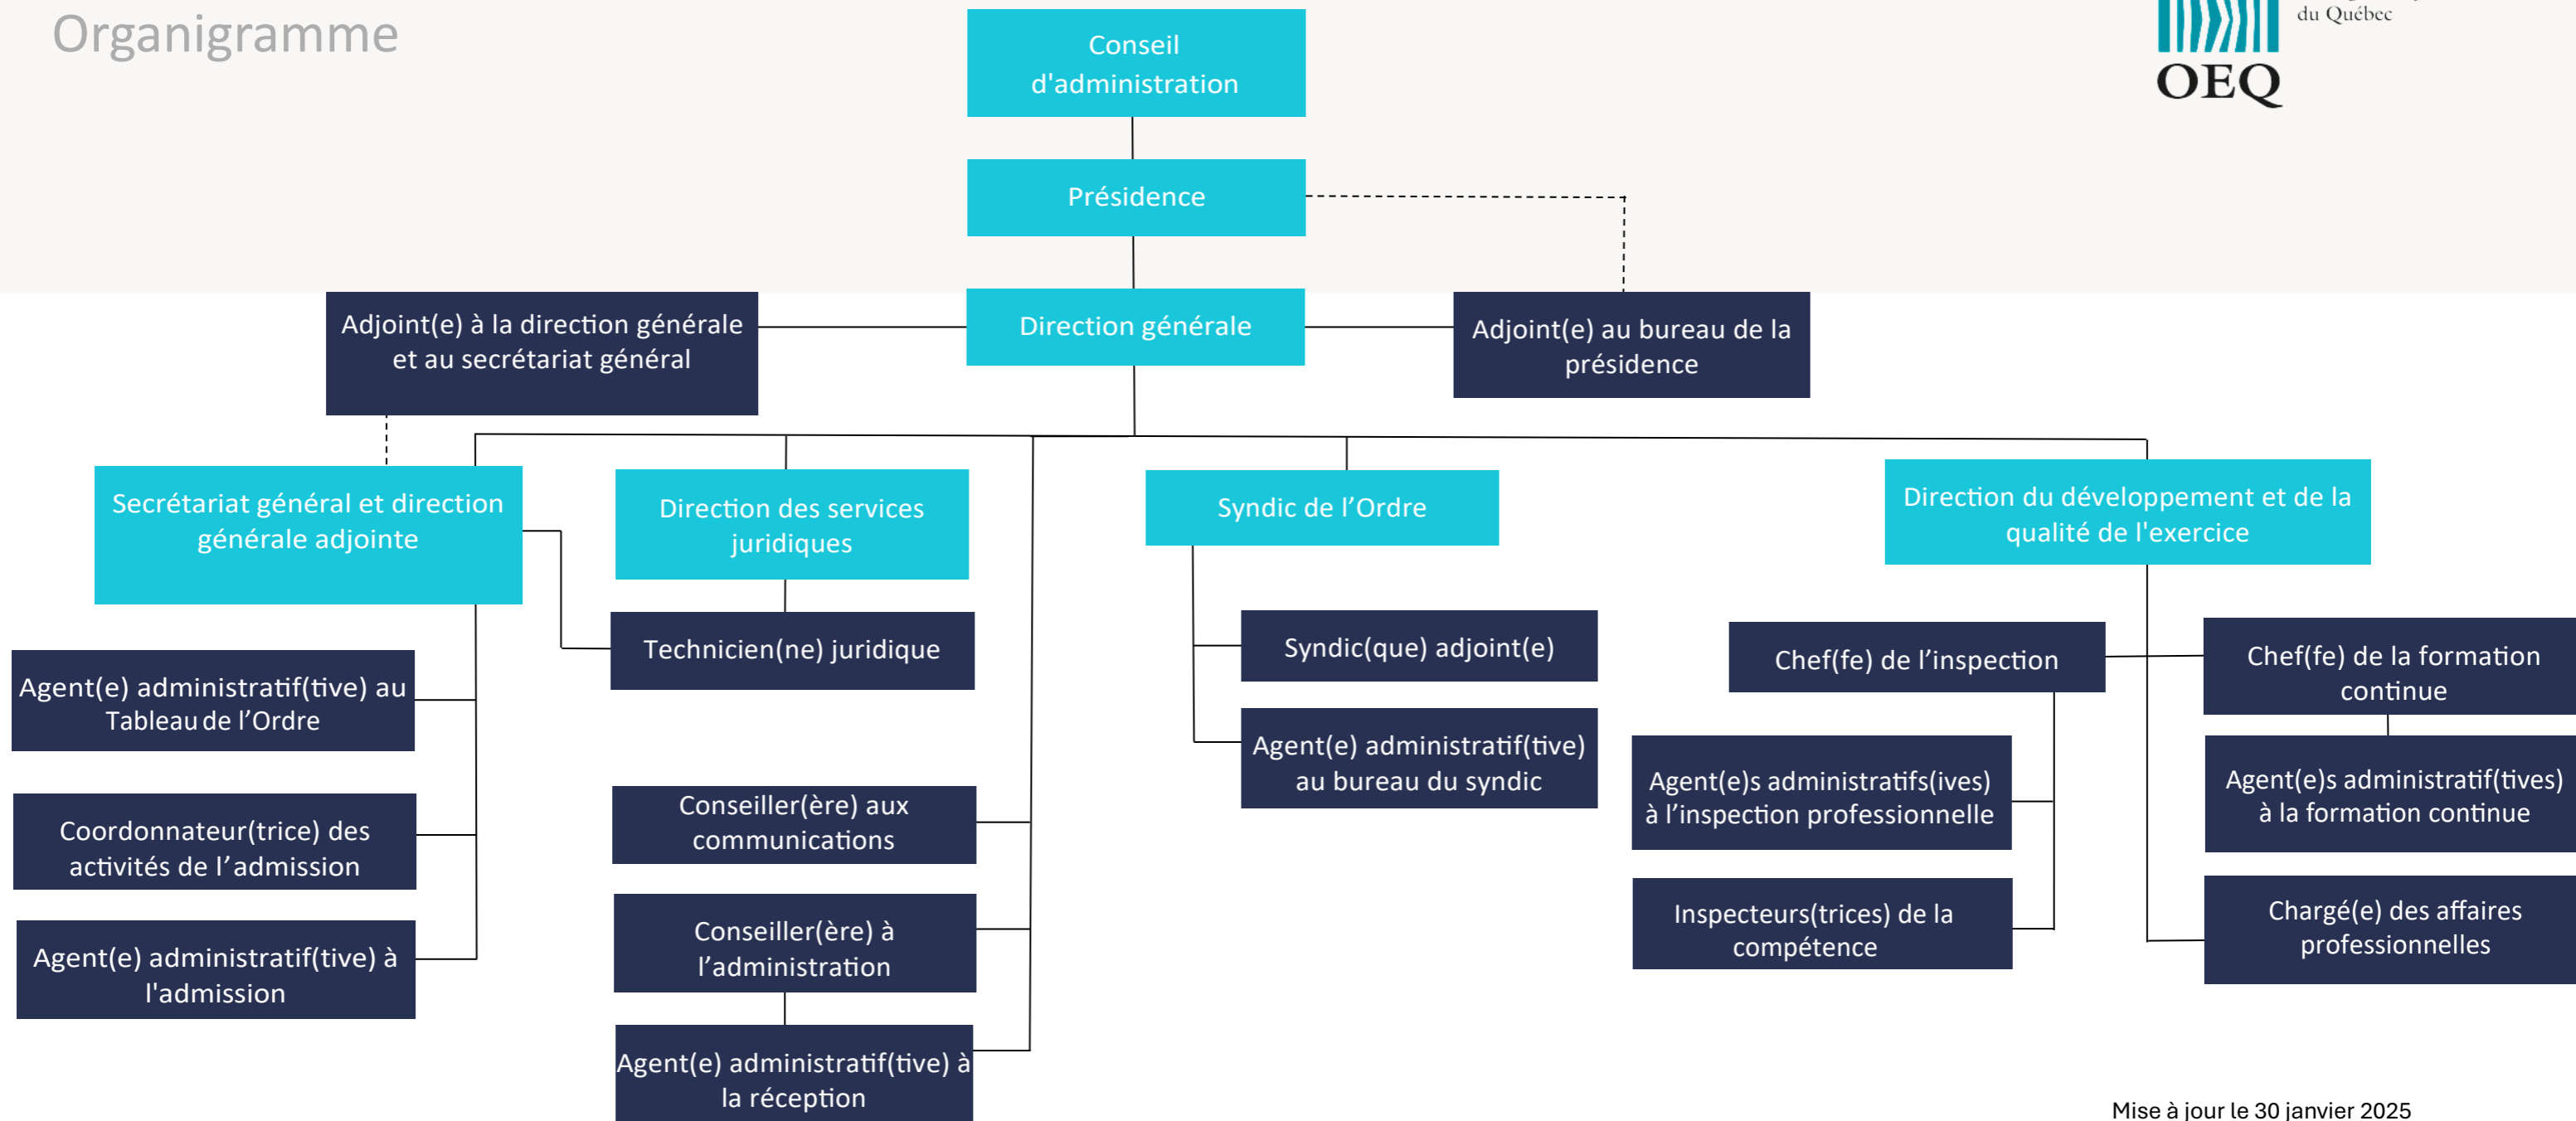 Organigramme
du Québec
OEQ
Conseil
d'administration
Présidence
Adjoint(e) à la direction générale
et au secrétariat général
Direction générale
Adjoint(e) au bureau de la
présidence
Secrétariat général et direction
générale adjointe
Direction des services
juridiques
Syndic de l’Ordre
Direction du développement et de la
qualité de l'exercice
Agent(e) administratif(tive) au
Tableau de l’Ordre
Coordonnateur(trice) des
activités de l’admission
Agent(e) administratif(tive) à
l'admission
Technicien(ne) juridique
Conseiller(ère) aux
communications
Conseiller(ère) à
l’administration
Agent(e) administratif(tive) à
la réception
Syndic(que) adjoint(e)
Agent(e) administratif(tive)
au bureau du syndic
Chef(fe) de l’inspection
Agent(e)s administratifs(ives)
à l’inspection professionnelle
Inspecteurs(trices) de la
compétence
Chef(fe) de la formation
continue
Agent(e)s administratif(tives)
à la formation continue
Chargé(e) des affaires
professionnelles
Mise à jour le 30 janvier 2025